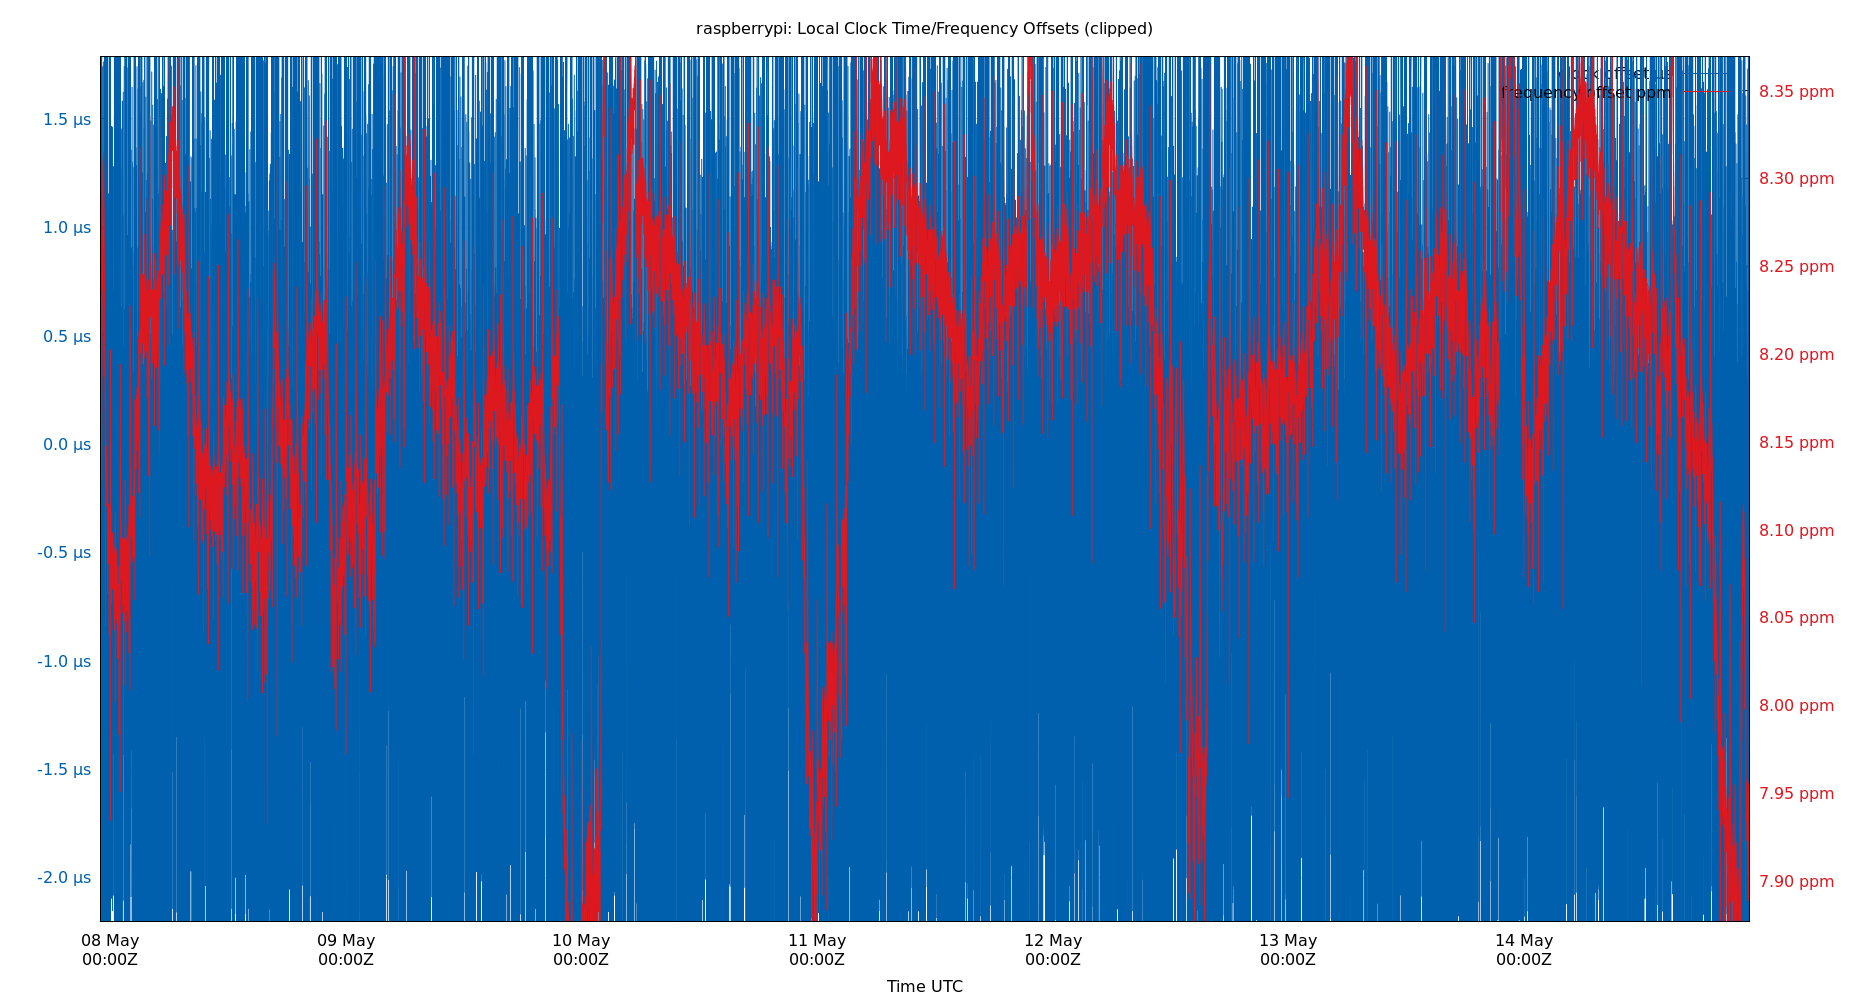 raspberrypi: Local Clock Time/Frequency Offsets (clipped)
clock offset µs
frequency offset ppm
1.5 µs
1.0 µs
0.5 µs
0.0 µs
-0.5 µs
-1.0 µs
-1.5 µs
-2.0 µs
8.35 ppm
8.30 ppm
8.25 ppm
8.20 ppm
8.15 ppm
8.10 ppm
8.05 ppm
8.00 ppm
7.95 ppm
7.90 ppm
08 May
00:00Z
09 May
00:00Z
10 May
00:00Z
11 May
00:00Z
12 May
00:00Z
13 May
00:00Z
14 May
00:00Z
Time UTC